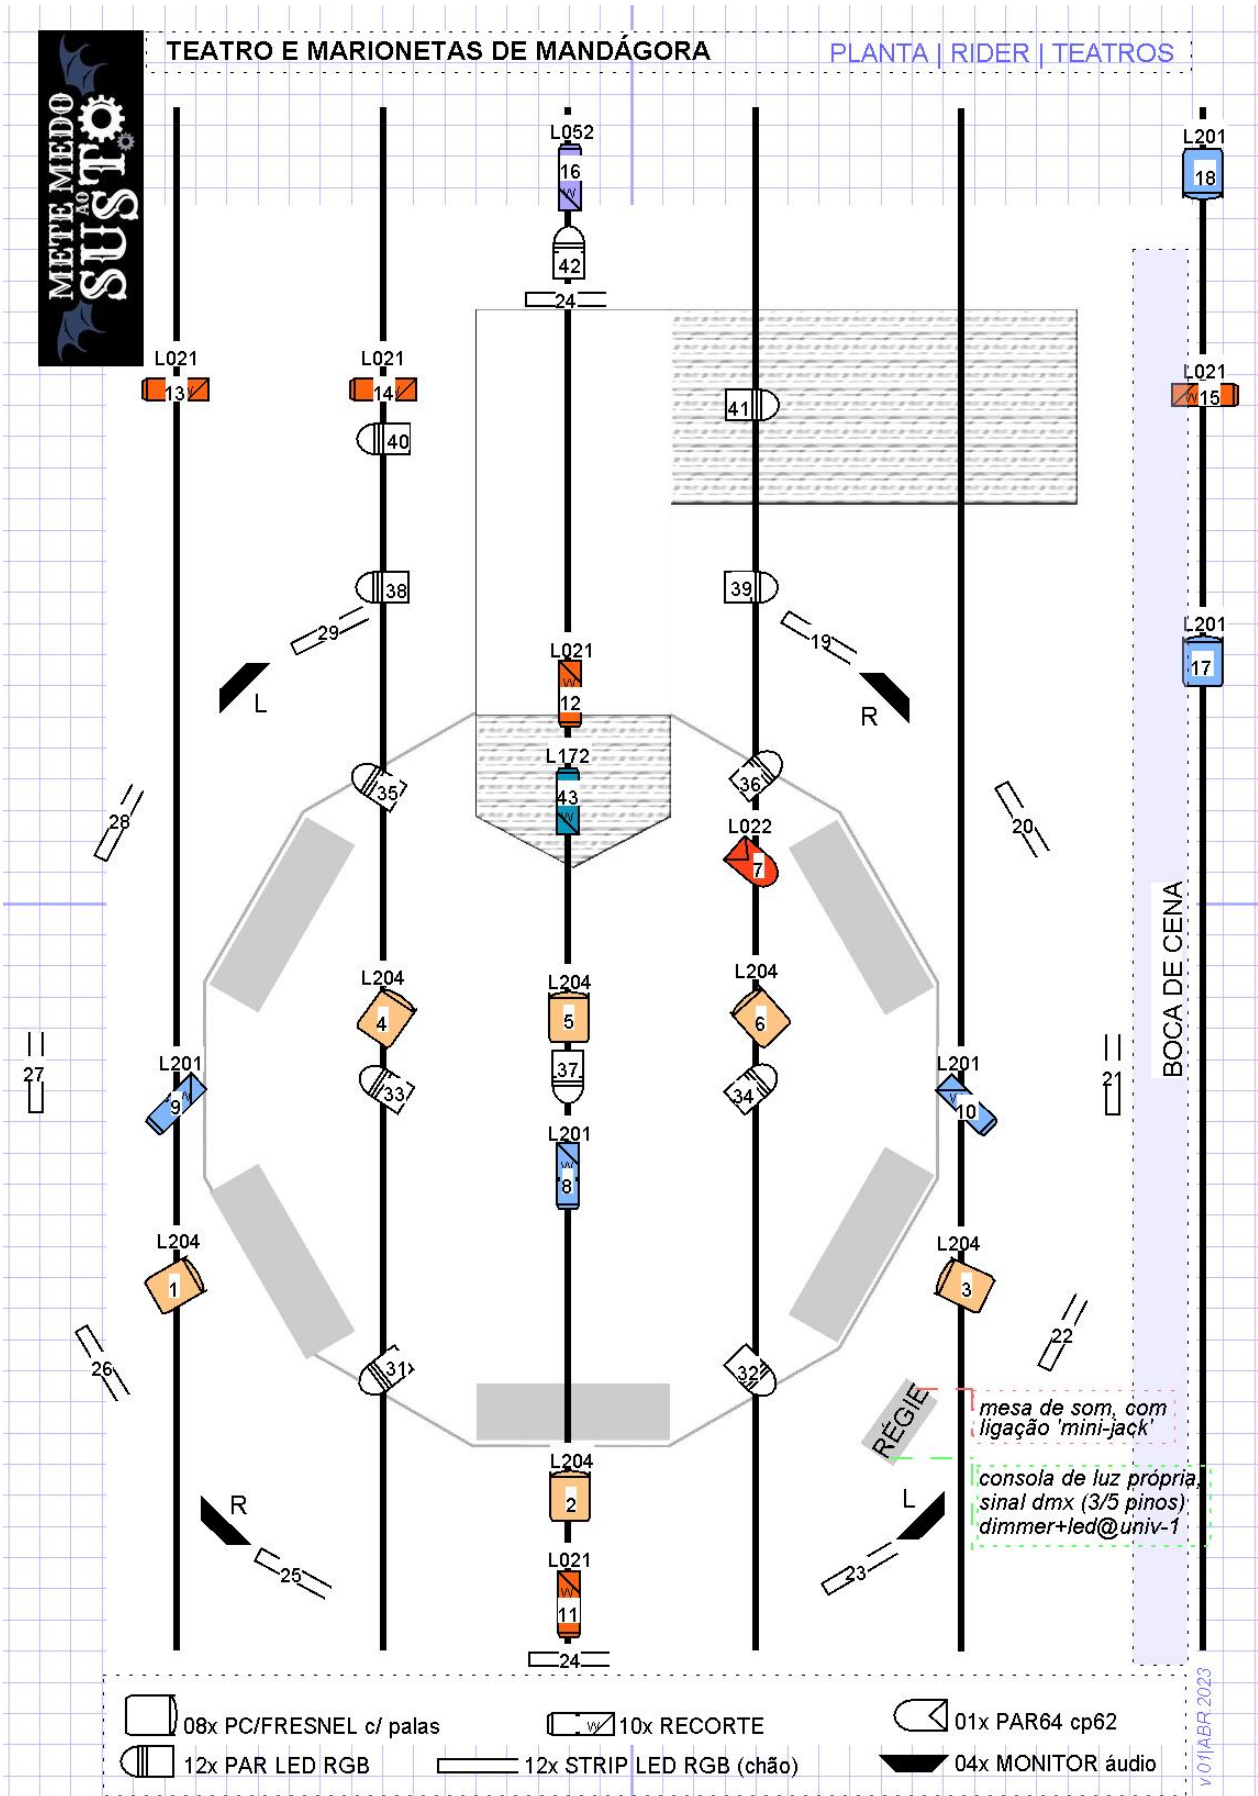 TEATRO E MARIONETAS DE MANDÁGORA
PLANTA | RIDER | TEATROS
METE MEDO
AO
SUSTO
L052
16
L201
18
42
24
L021
13
L021
14
41
L021
W 15
40
38
39
29
19
L201
17
L
R
L021
W
12
L172
43
W
35
36
L022
7
28
20
BOCA DE CENA
L204
4
L204
5
L204
6
27
L201
W
9
33
37
34
L201
W
10
21
L201
W
8
L204
1
L204
3
26
22
31
32
RÉGIE
mesa de som, com
ligação 'mini-jack'
L204
2
R
L
consola de luz própria,
sinal dmx (3/5 pinos)
dimmer+led@univ-1
L021
W
11
25
23
24
08x PC/FRESNEL c/ palas
W 10x RECORTE
01x PAR64 cp62
12x PAR LED RGB
12x STRIP LED RGB (chão)
04x MONITOR áudio
v01|ABR.2023